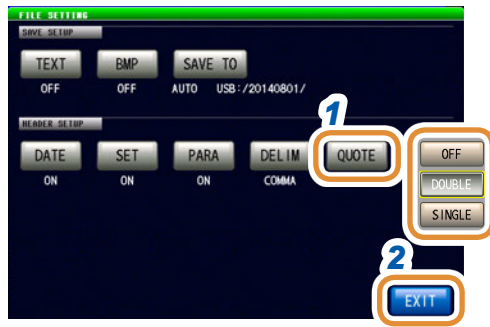 FILE SETTING
SAVE SETUP
TEXT BMP SAVE TO
OFF OFF AUTO USB:/20140801/
1
HEADER SETUP
DATE SET PARA DELIM QUOTE
ON ON ON COMMA
OFF
DOUBLE
SINGLE
2
EXIT